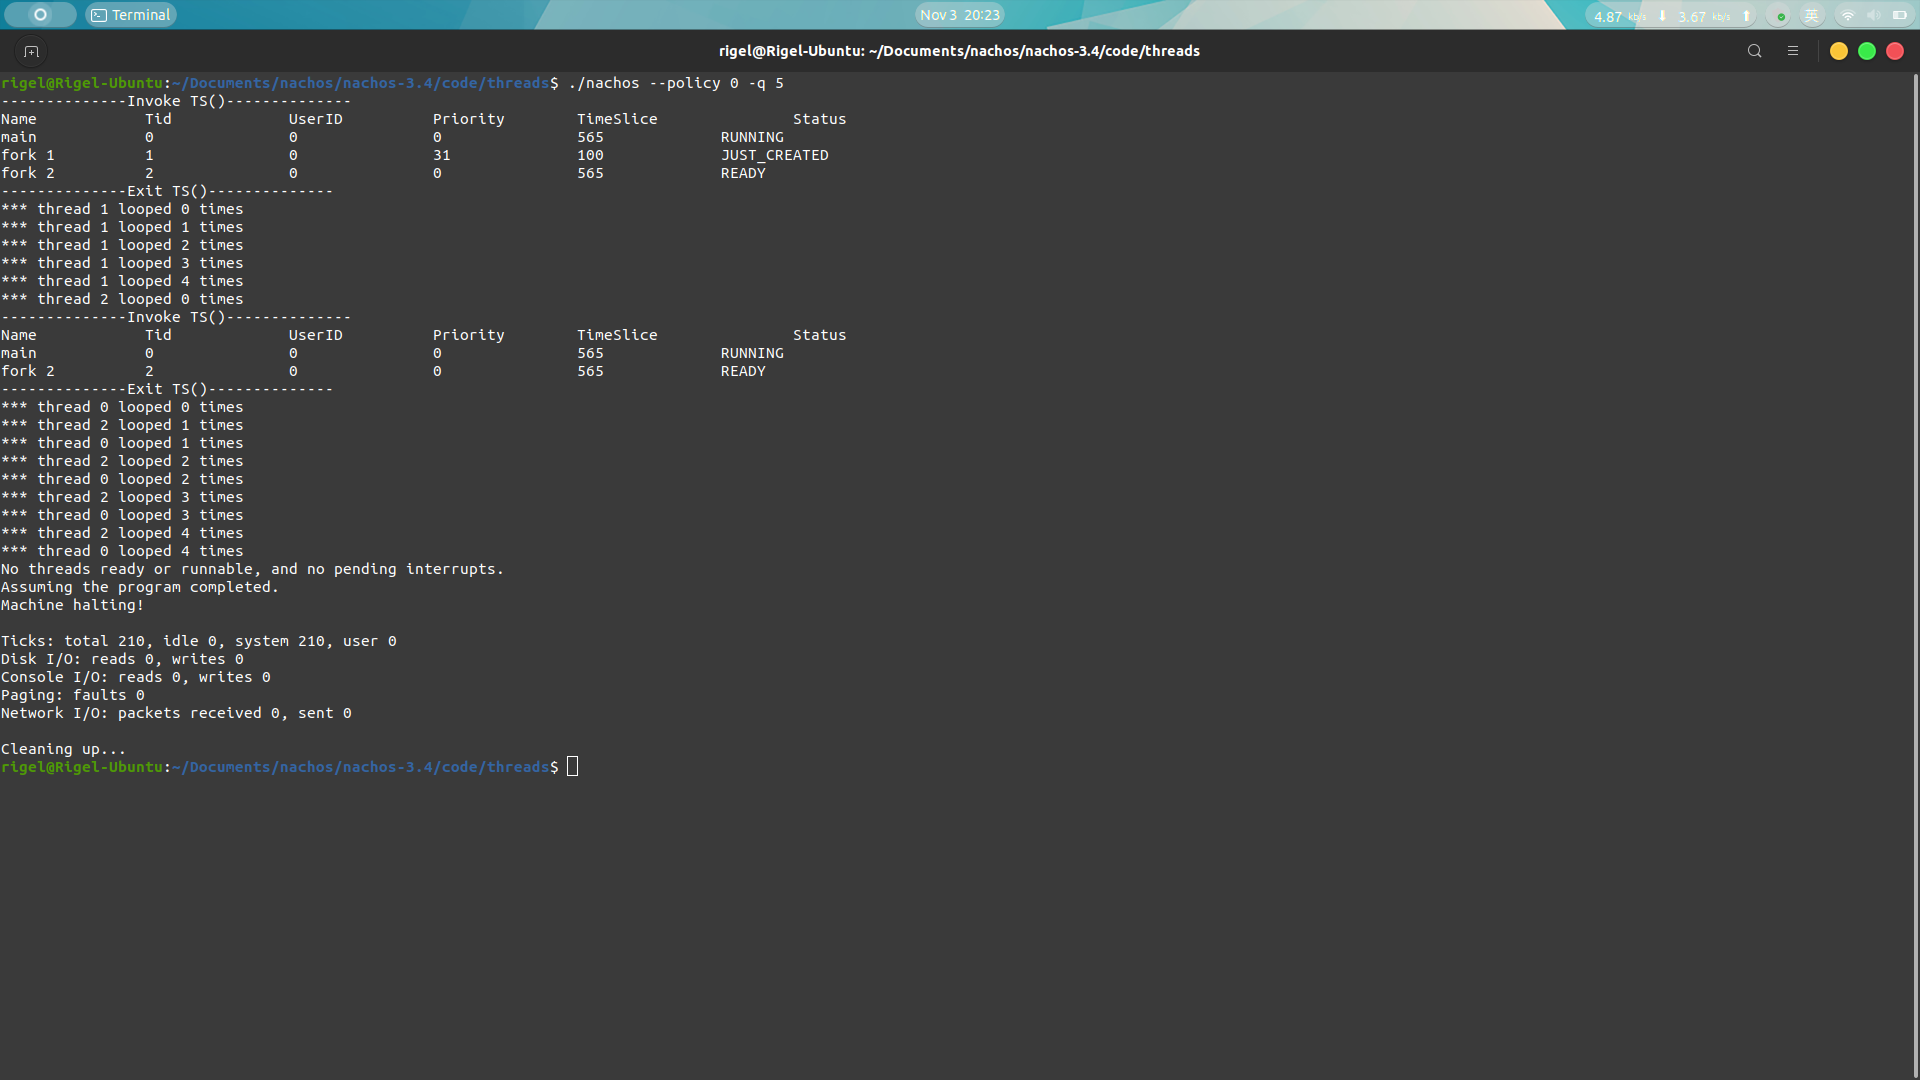 Terminal
Nov 3 20:23
4.87 kb/s ⬇ 3.67 kb/s ⬆ 英
rigel@Rigel-Ubuntu: ~/Documents/nachos/nachos-3.4/code/threads
rigel@Rigel-Ubuntu:~/Documents/nachos/nachos-3.4/code/threads$ ./nachos --policy 0 -q 5
--------------Invoke TS()--------------
Name Tid UserID Priority TimeSlice Status
main 0 0 0 565 RUNNING
fork 1 1 0 31 100 JUST_CREATED
fork 2 2 0 0 565 READY
--------------Exit TS()--------------
*** thread 1 looped 0 times
*** thread 1 looped 1 times
*** thread 1 looped 2 times
*** thread 1 looped 3 times
*** thread 1 looped 4 times
*** thread 2 looped 0 times
--------------Invoke TS()--------------
Name Tid UserID Priority TimeSlice Status
main 0 0 0 565 RUNNING
fork 2 2 0 0 565 READY
--------------Exit TS()--------------
*** thread 0 looped 0 times
*** thread 2 looped 1 times
*** thread 0 looped 1 times
*** thread 2 looped 2 times
*** thread 0 looped 2 times
*** thread 2 looped 3 times
*** thread 0 looped 3 times
*** thread 2 looped 4 times
*** thread 0 looped 4 times
No threads ready or runnable, and no pending interrupts.
Assuming the program completed.
Machine halting!
Ticks: total 210, idle 0, system 210, user 0
Disk I/O: reads 0, writes 0
Console I/O: reads 0, writes 0
Paging: faults 0
Network I/O: packets received 0, sent 0
Cleaning up...
rigel@Rigel-Ubuntu:~/Documents/nachos/nachos-3.4/code/threads$